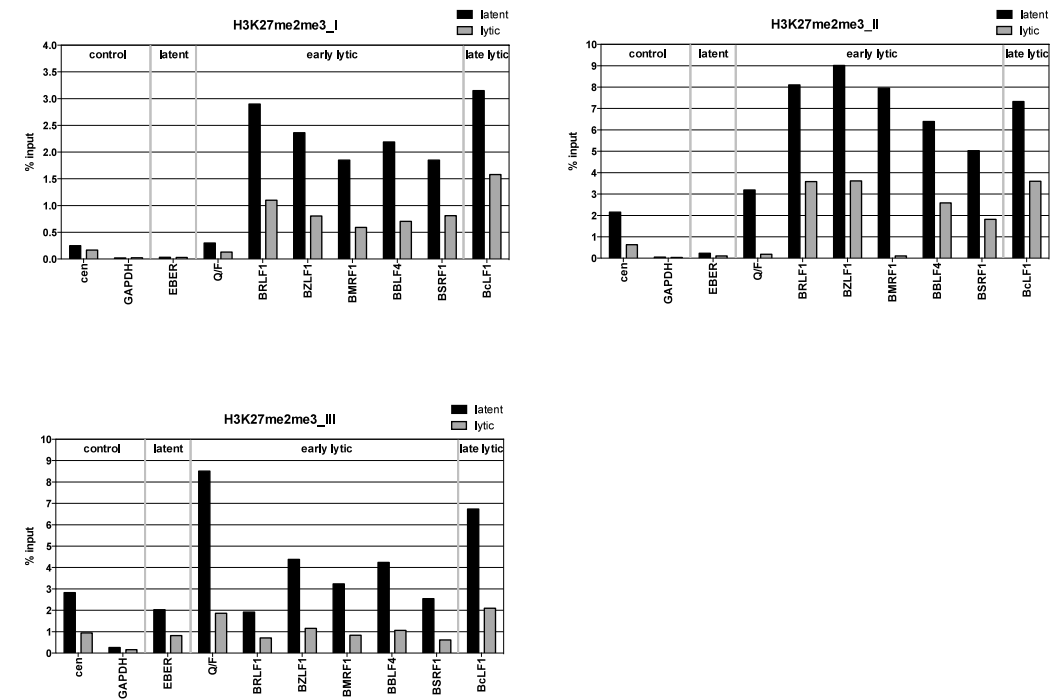 H3K27me2me3_I
latent
lytic
4.0
3.5
3.0
2.5
2.0
1.5
1.0
0.5
0.0
% input
control
latent
early lytic
late lytic
cen
GAPDH
EBER
Q/F
BRLF1
BZLF1
BMRF1
BBLF4
BSRF1
BcLF1
H3K27me2me3_II
latent
lytic
10
9
8
7
6
5
4
3
2
1
0
% input
control
latent
early lytic
late lytic
cen
GAPDH
EBER
Q/F
BRLF1
BZLF1
BMRF1
BBLF4
BSRF1
BcLF1
H3K27me2me3_III
latent
lytic
10
9
8
7
6
5
4
3
2
1
0
% input
control
latent
early lytic
late lytic
cen
GAPDH
EBER
Q/F
BRLF1
BZLF1
BMRF1
BBLF4
BSRF1
BcLF1